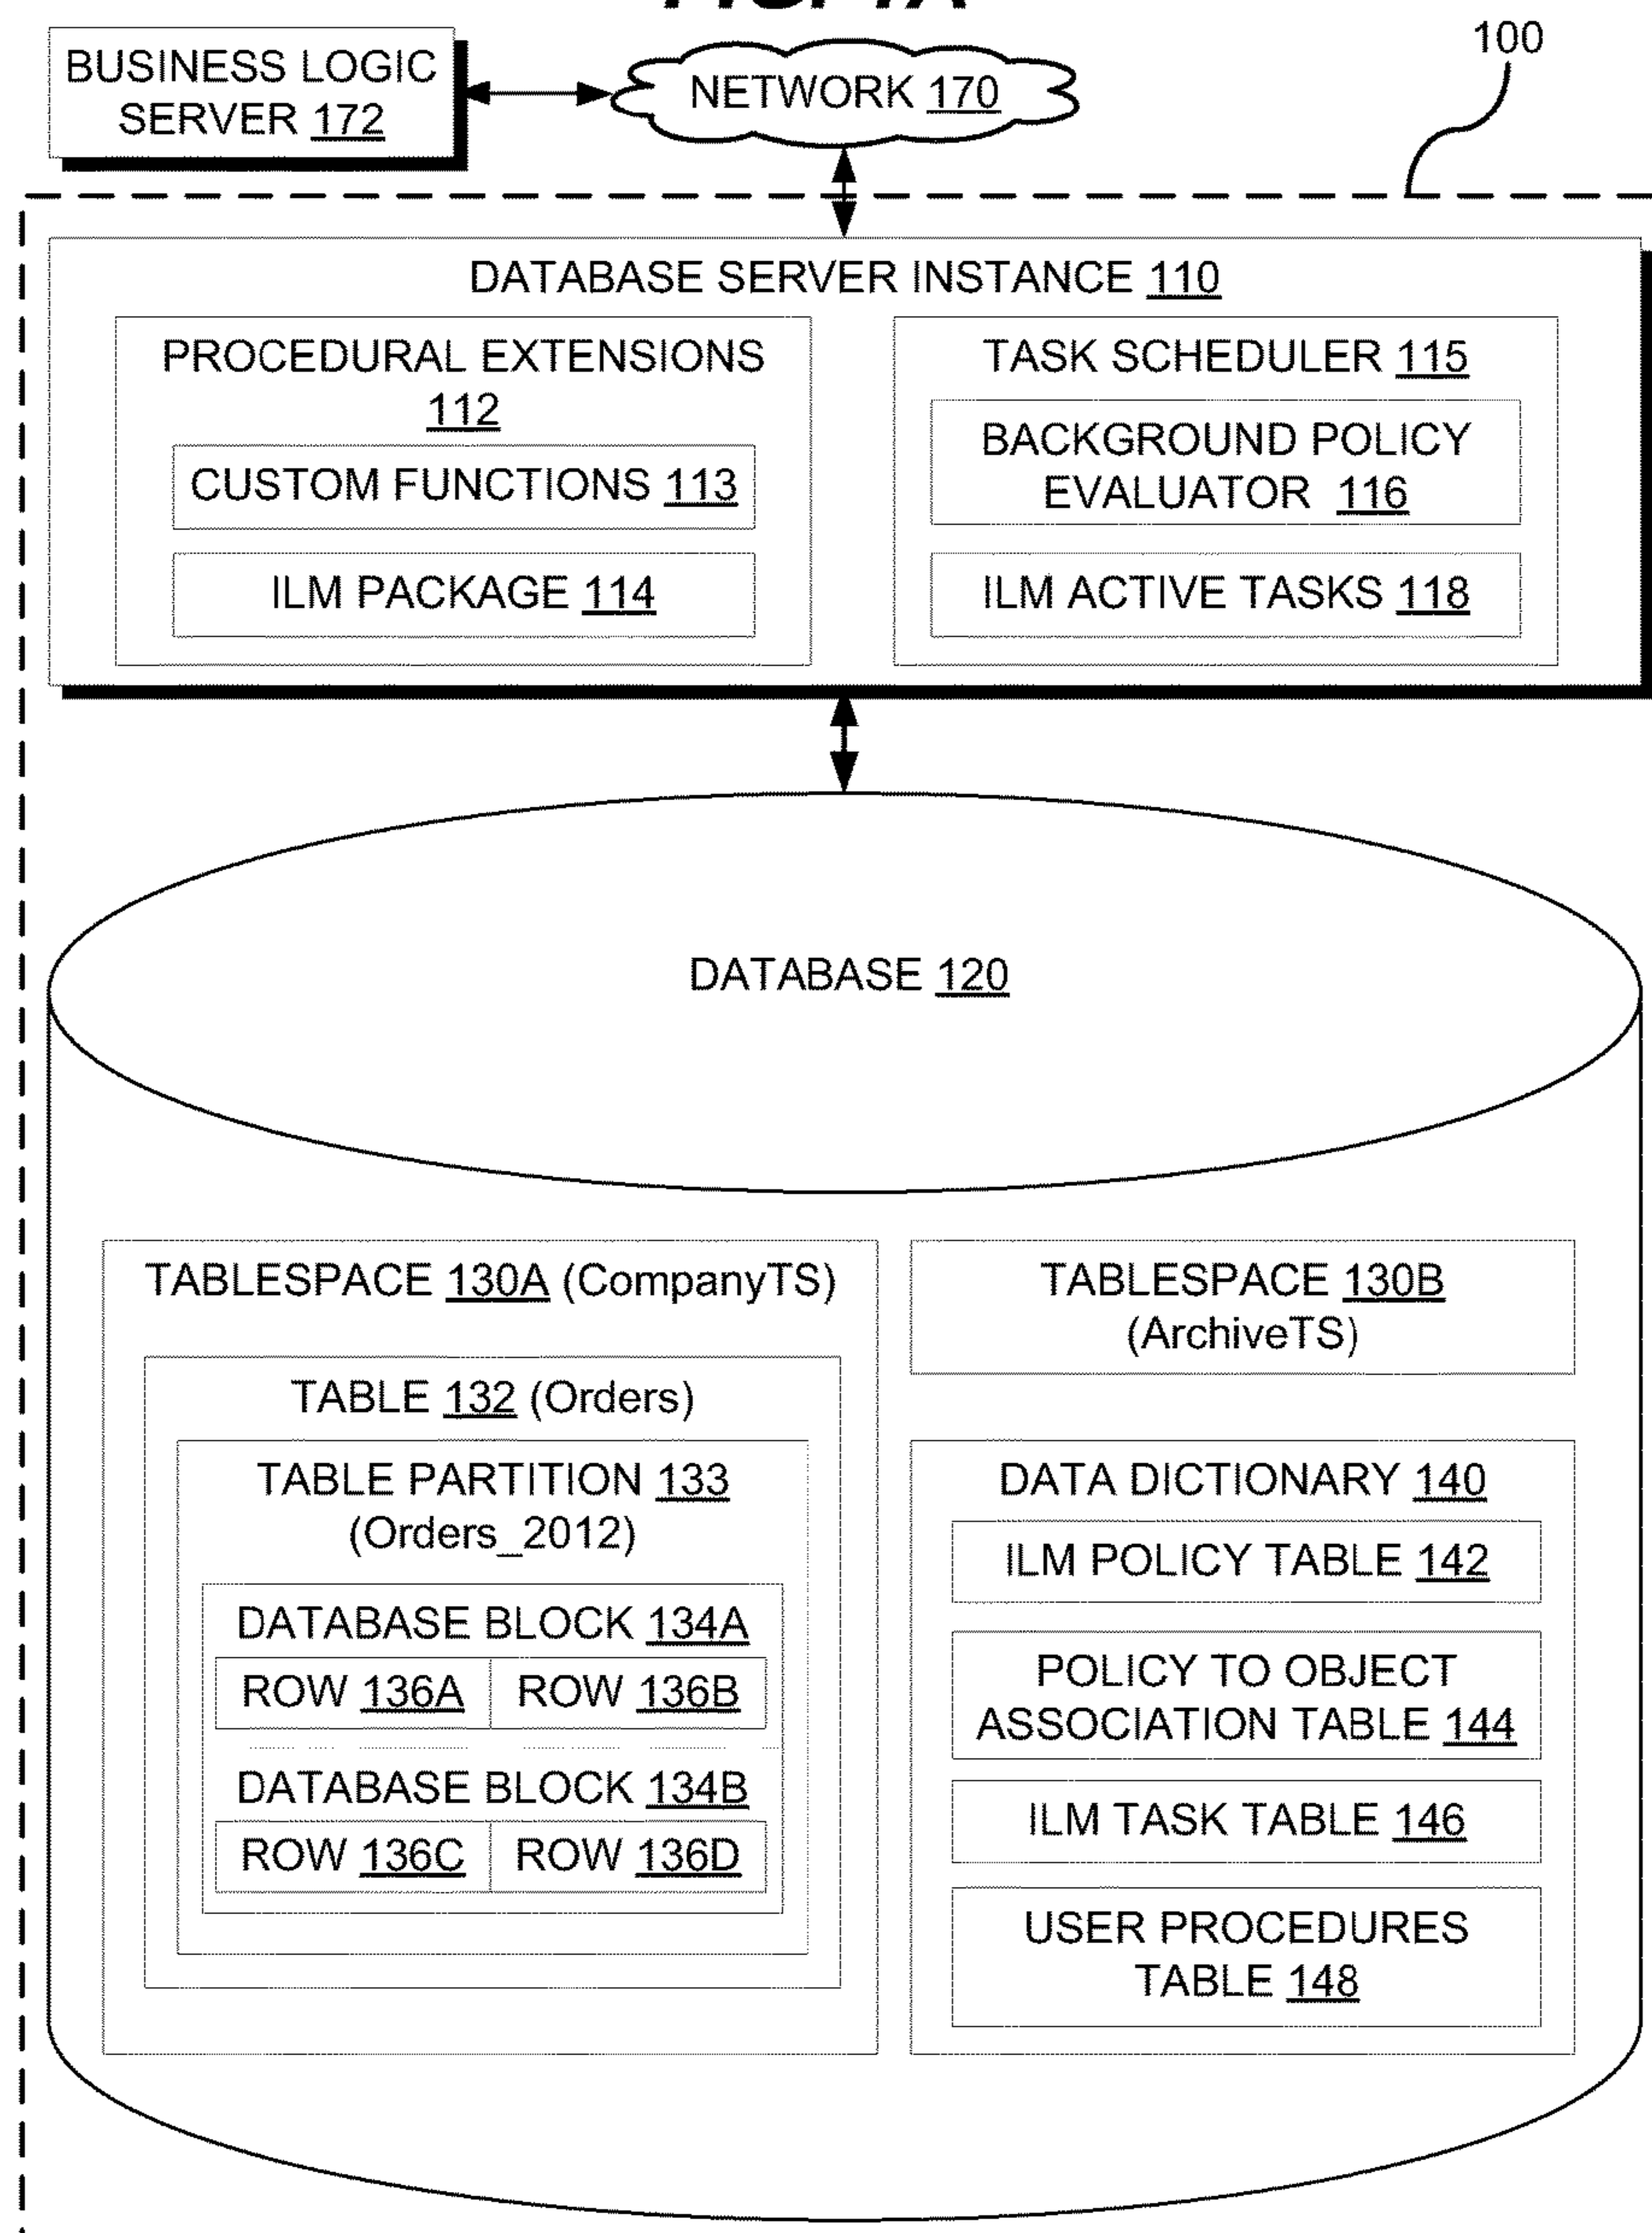 100
BUSINESS LOGIC
SERVER 172
NETWORK 170
DATABASE SERVER INSTANCE 110
PROCEDURAL EXTENSIONS
112
CUSTOM FUNCTIONS 113
ILM PACKAGE 114
TASK SCHEDULER 115
BACKGROUND POLICY
EVALUATOR 116
ILM ACTIVE TASKS 118
DATABASE 120
TABLESPACE 130A (CompanyTS)
TABLE 132 (Orders)
TABLE PARTITION 133
(Orders_2012)
DATABASE BLOCK 134A
ROW 136A ROW 136B
DATABASE BLOCK 134B
ROW 136C ROW 136D
TABLESPACE 130B
(ArchiveTS)
DATA DICTIONARY 140
ILM POLICY TABLE 142
POLICY TO OBJECT
ASSOCIATION TABLE 144
ILM TASK TABLE 146
USER PROCEDURES
TABLE 148